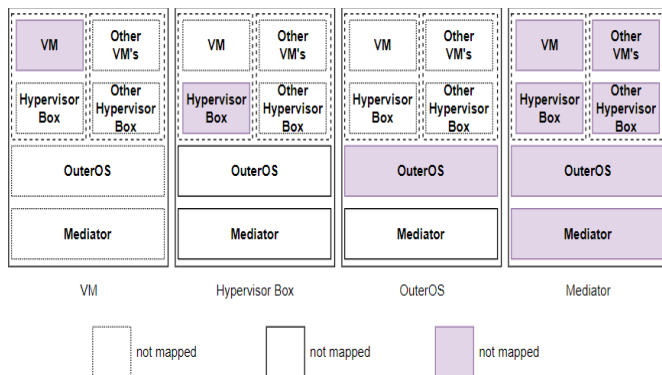 VM
Other
VM's
Hypervisor
Box
Other
Hypervisor
Box
OuterOS
Mediator
VM
VM
Other
VM's
Hypervisor
Box
Other
Hypervisor
Box
OuterOS
Mediator
Hypervisor Box
VM
Other
VM's
Hypervisor
Box
Other
Hypervisor
Box
OuterOS
Mediator
OuterOS
VM
Other
VM's
Hypervisor
Box
Other
Hypervisor
Box
OuterOS
Mediator
Mediator
not mapped
not mapped
not mapped